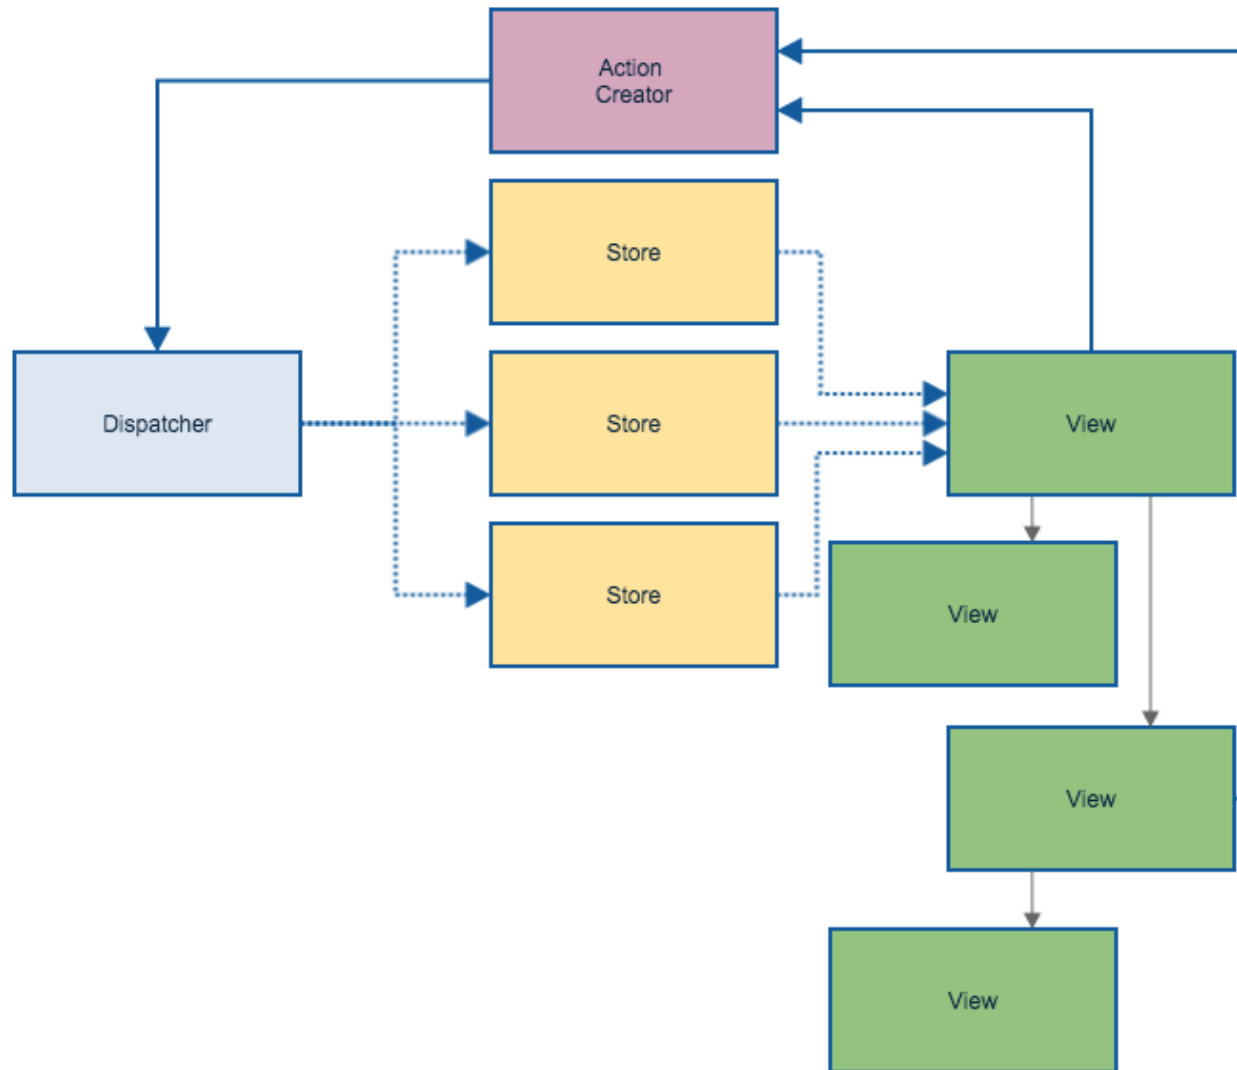 Action
Creator
Store
Dispatcher
Store
View
Store
View
View
View